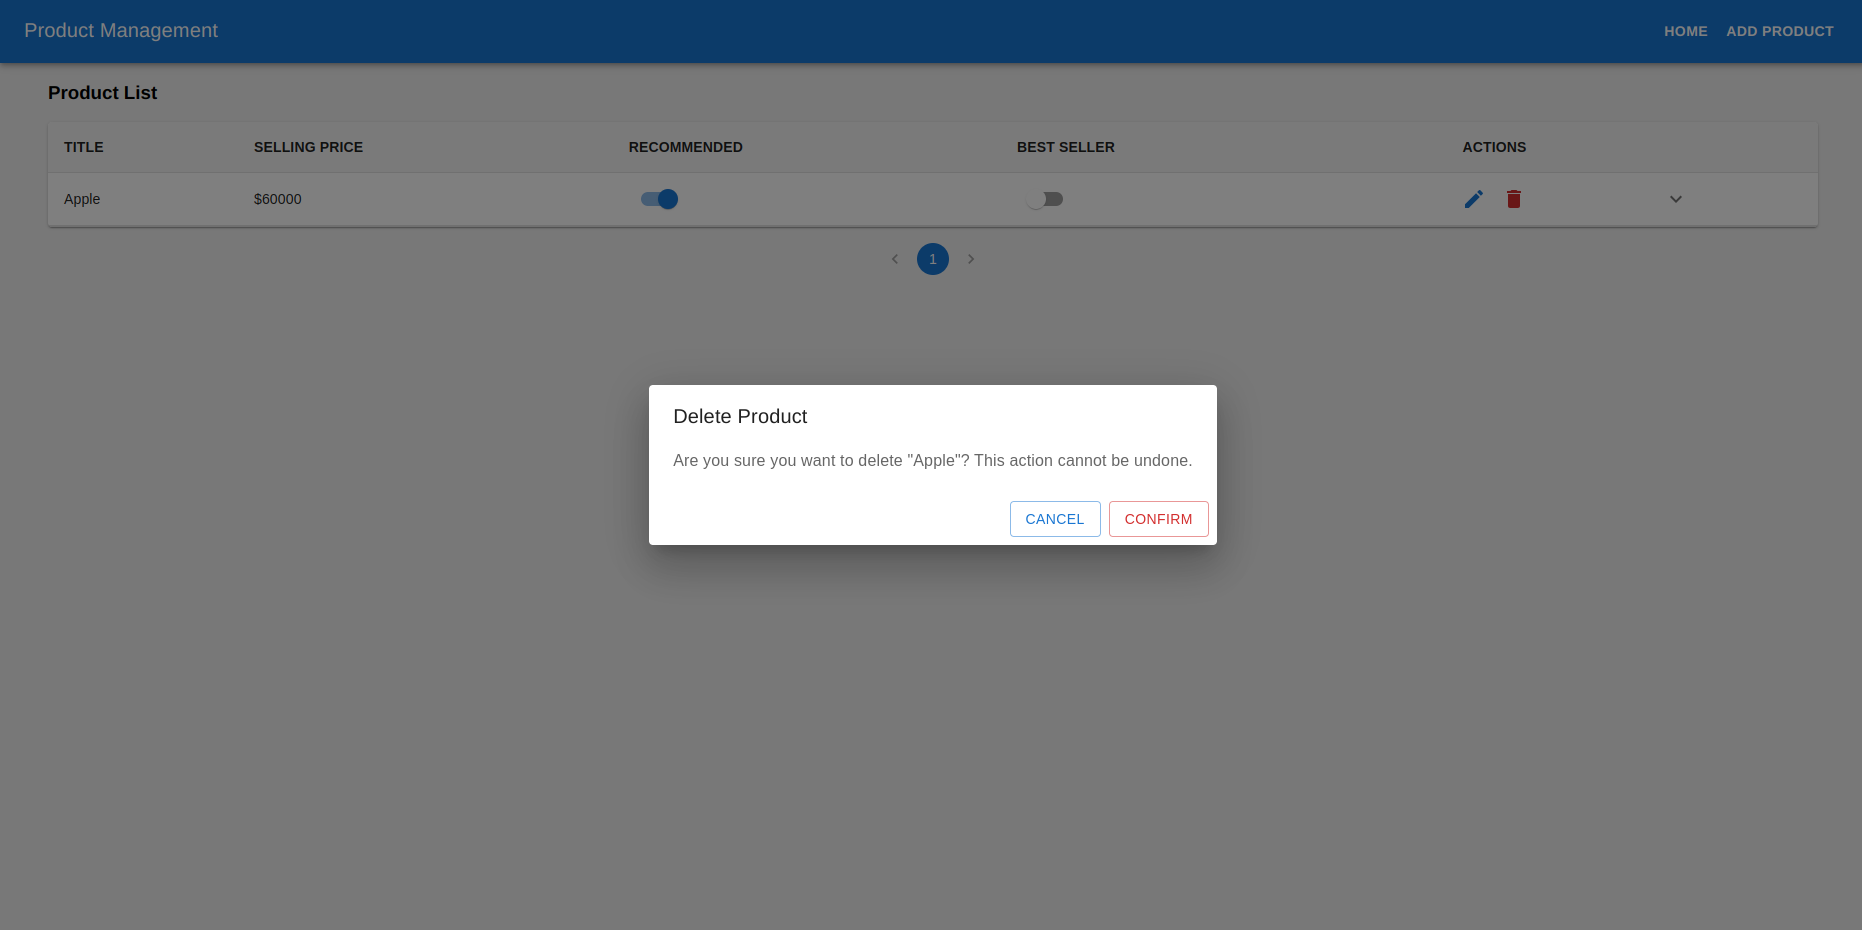 Product Management
HOME ADD PRODUCT
Product List
TITLE SELLING PRICE RECOMMENDED BEST SELLER ACTIONS
Apple $60000
1
Delete Product
Are you sure you want to delete "Apple"? This action cannot be undone.
CANCEL CONFIRM